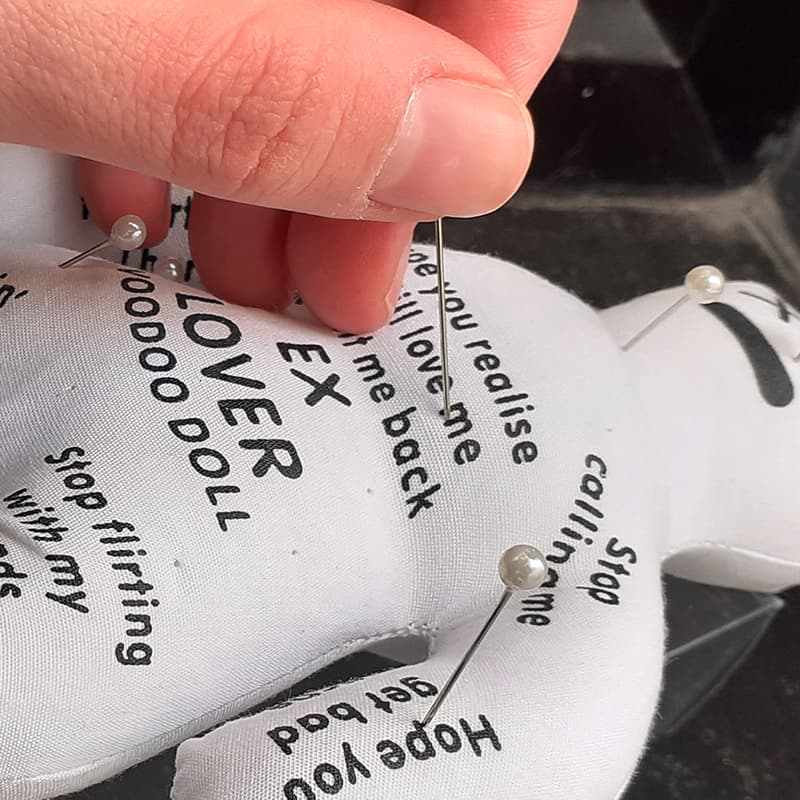 you realise
love me
me back
EX
LOVER
VOODOO DOLL
Stop
calling
me
Stop flirting
with my
Hope you
get bad